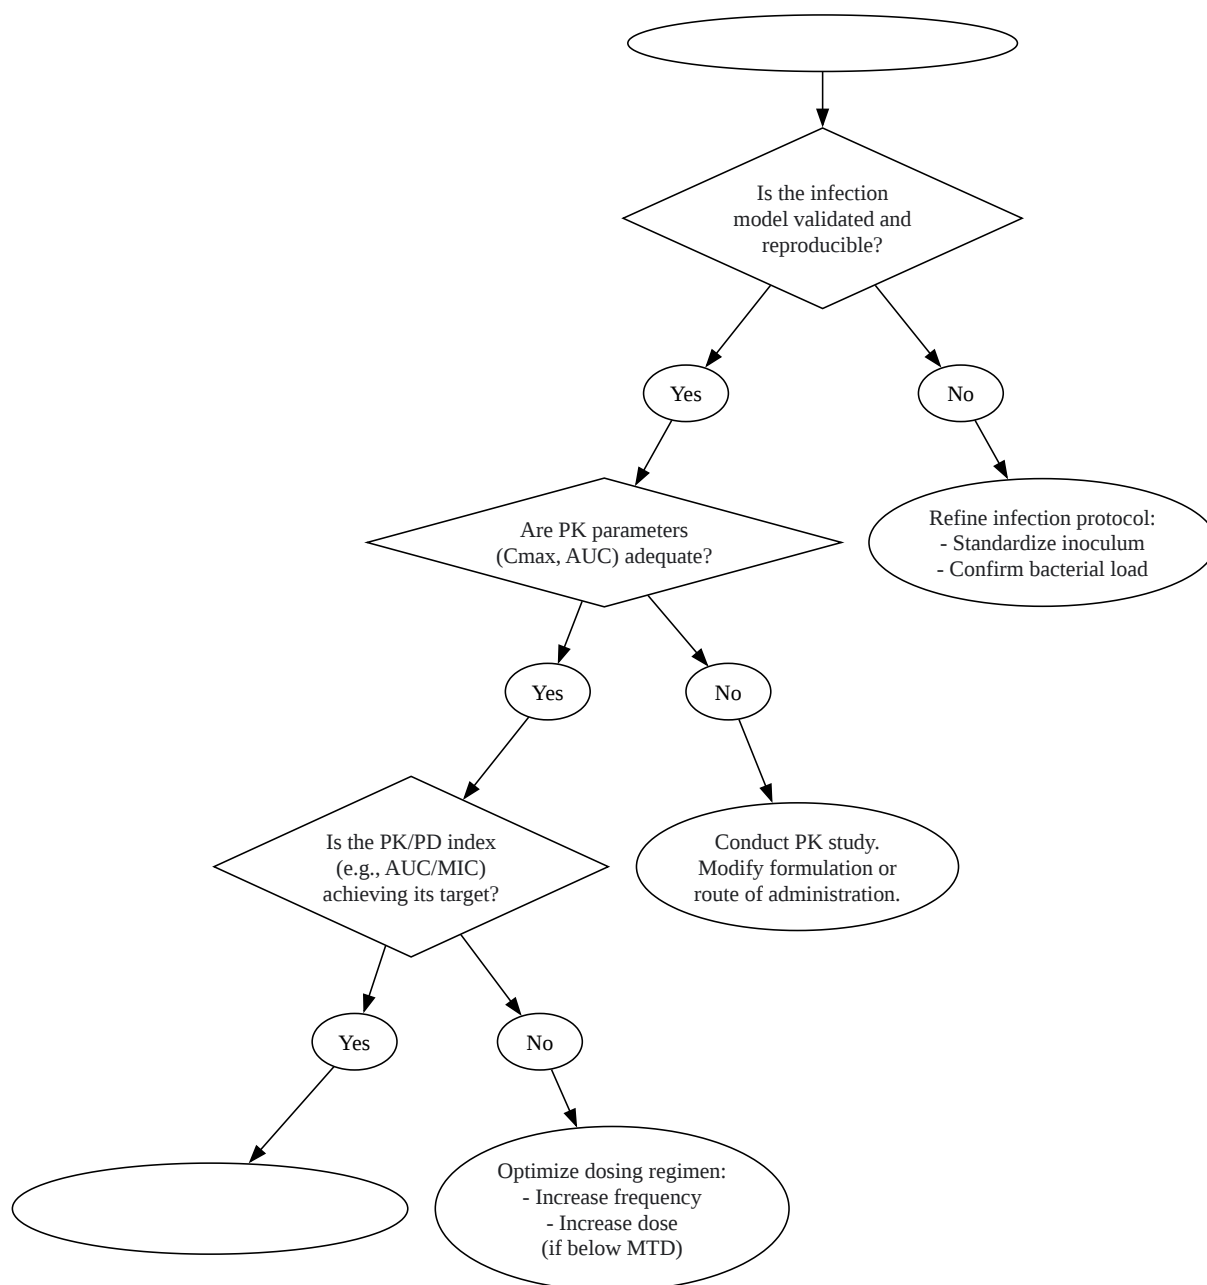 Is the infection
model validated and
reproducible?
Yes
No
Are PK parameters
(Cmax, AUC) adequate?
Refine infection protocol:
- Standardize inoculum
- Confirm bacterial load
Yes
No
Is the PK/PD index
(e.g., AUC/MIC)
achieving its target?
Conduct PK study.
Modify formulation or
route of administration.
Yes
No
Optimize dosing regimen:
- Increase frequency
- Increase dose
(if below MTD)